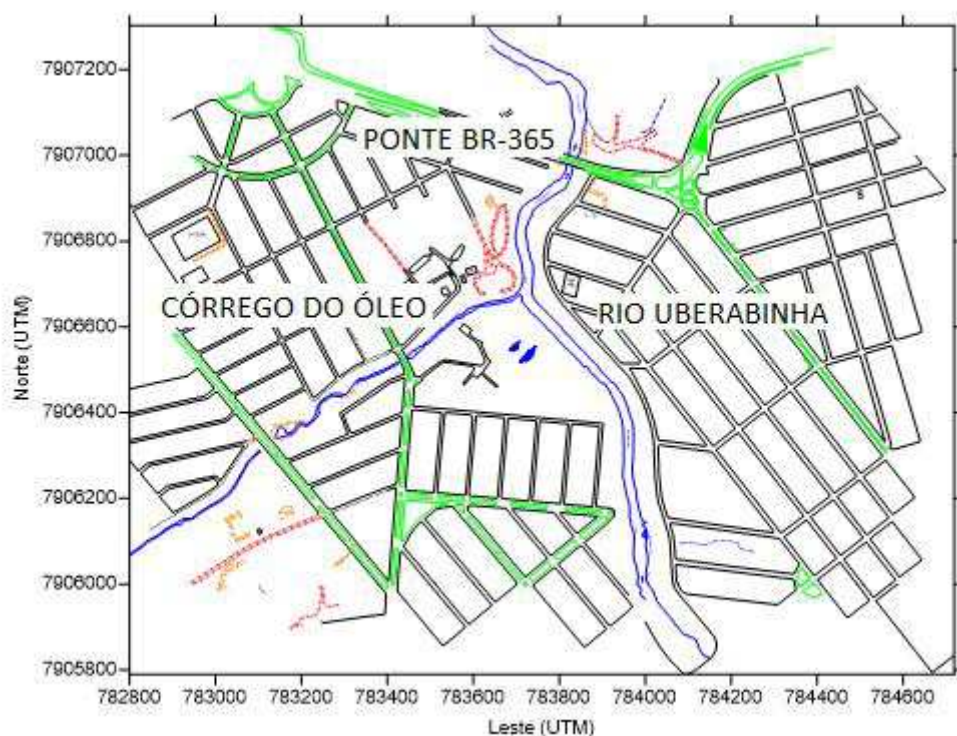 7907200
7907000
7906800
7906600
7906400
7906200
7906000
7905800
Norte (UTM)
PONTE BR-365
CÓRREGO DO ÓLEO
RIO UBERABINHA
782800 783000 783200 783400 783600 783800 784000 784200 784400 784600
Leste (UTM)